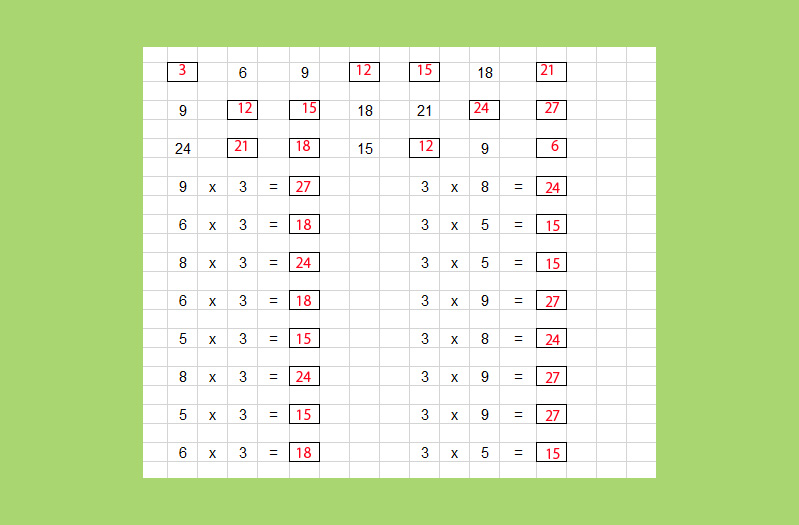 3 6 9 12 15 18 21
9 12 15 18 21 24 27
24 21 18 15 12 9 6
9 x 3 = 27 3 x 8 = 24
6 x 3 = 18 3 x 5 = 15
8 x 3 = 24 3 x 5 = 15
6 x 3 = 18 3 x 9 = 27
5 x 3 = 15 3 x 8 = 24
8 x 3 = 24 3 x 9 = 27
5 x 3 = 15 3 x 9 = 27
6 x 3 = 18 3 x 5 = 15